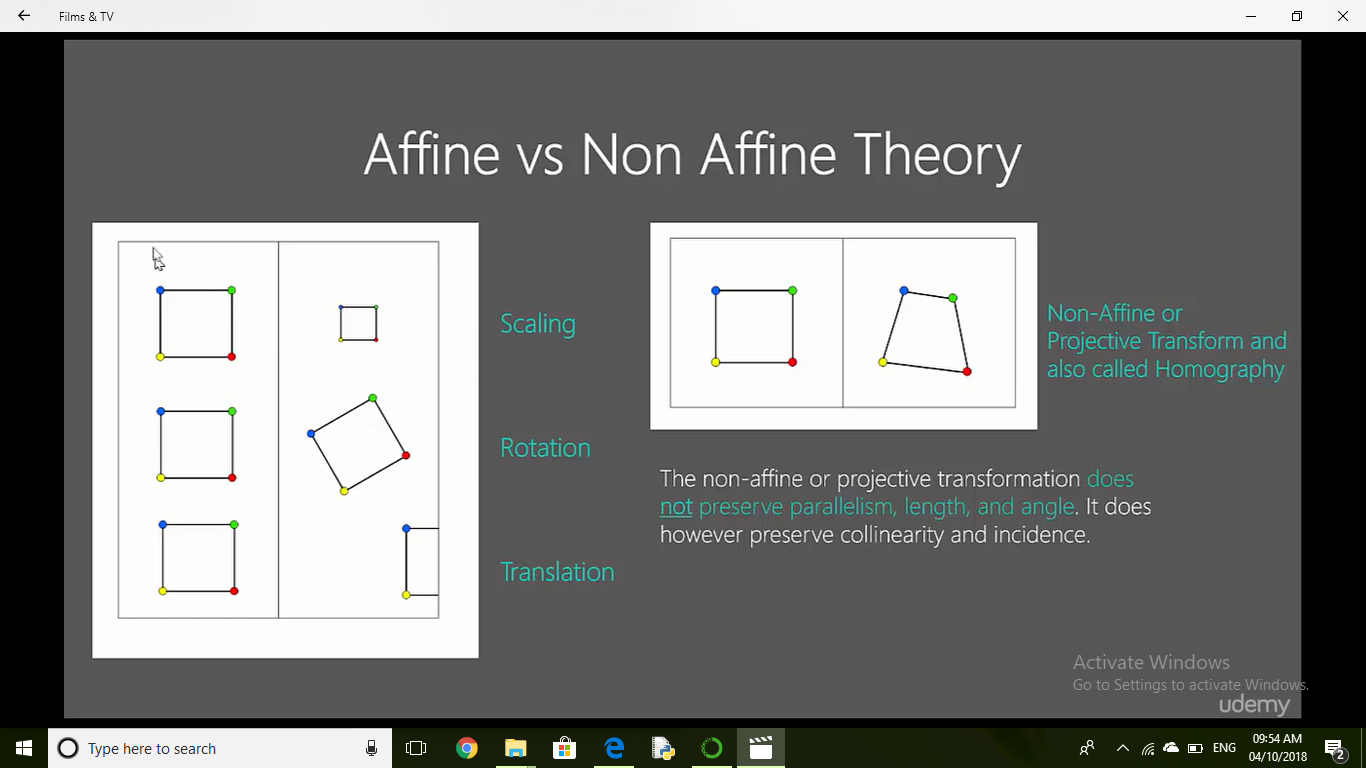 Films & TV
Affine vs Non Affine Theory
Scaling
Rotation
Translation
Non-Affine or
Projective Transform and
also called Homography
The non-affine or projective transformation does
not preserve parallelism, length, and angle. It does
however preserve collinearity and incidence.
Activate Windows
Go to Settings to activate Windows.
udemy
Type here to search
ENG
09:54 AM
04/10/2018
2